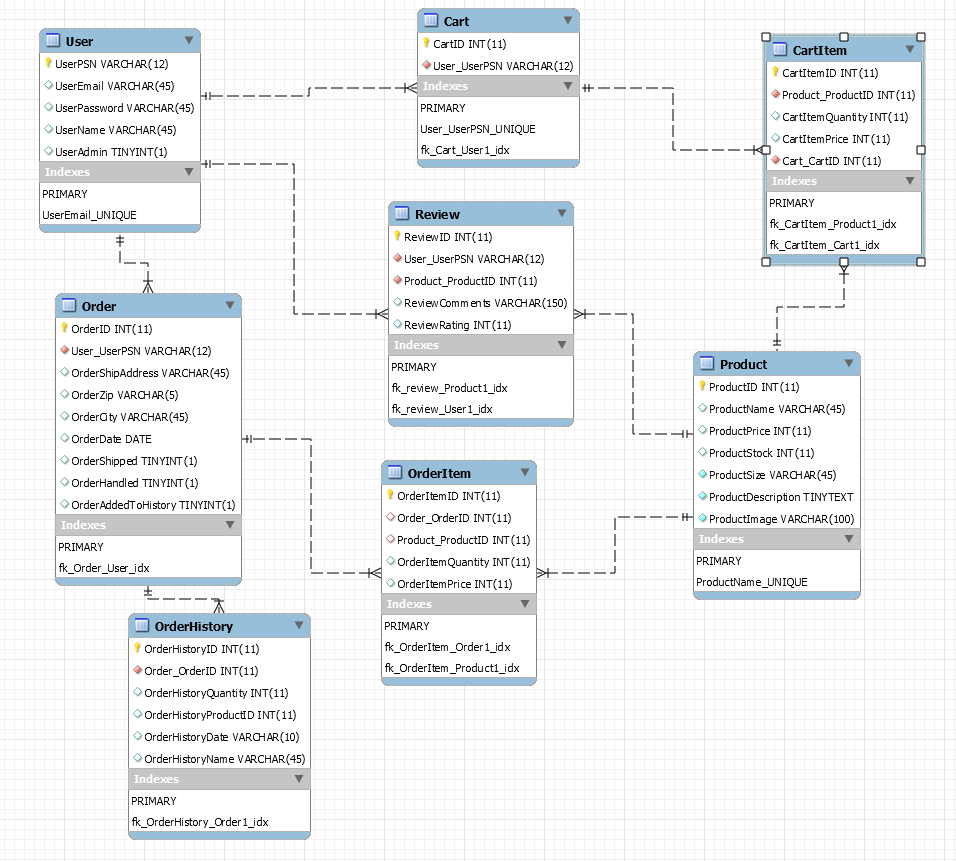 User
UserPSN VARCHAR(12)
UserEmail VARCHAR(45)
UserPassword VARCHAR(45)
UserName VARCHAR(45)
UserAdmin TINYINT(1)
Indexes
PRIMARY
UserEmail_UNIQUE
Cart
CartID INT(11)
User_UserPSN VARCHAR(12)
Indexes
PRIMARY
User_UserPSN_UNIQUE
fk_Cart_User1_idx
CartItem
CartItemID INT(11)
Product_ProductID INT(11)
CartItemQuantity INT(11)
CartItemPrice INT(11)
Cart_CartID INT(11)
Indexes
PRIMARY
fk_CartItem_Product1_idx
fk_CartItem_Cart1_idx
Review
ReviewID INT(11)
User_UserPSN VARCHAR(12)
Product_ProductID INT(11)
ReviewComments VARCHAR(150)
ReviewRating INT(11)
Indexes
PRIMARY
fk_review_Product1_idx
fk_review_User1_idx
Order
OrderID INT(11)
User_UserPSN VARCHAR(12)
OrderShipAddress VARCHAR(45)
OrderZip VARCHAR(5)
OrderCity VARCHAR(45)
OrderDate DATE
OrderShipped TINYINT(1)
OrderHandled TINYINT(1)
OrderAddedToHistory TINYINT(1)
Indexes
PRIMARY
fk_Order_User_idx
Product
ProductID INT(11)
ProductName VARCHAR(45)
ProductPrice INT(11)
ProductStock INT(11)
ProductSize VARCHAR(45)
ProductDescription TINYTEXT
ProductImage VARCHAR(100)
Indexes
PRIMARY
ProductName_UNIQUE
OrderItem
OrderItemID INT(11)
Order_OrderID INT(11)
Product_ProductID INT(11)
OrderItemQuantity INT(11)
OrderItemPrice INT(11)
Indexes
PRIMARY
fk_OrderItem_Order1_idx
fk_OrderItem_Product1_idx
OrderHistory
OrderHistoryID INT(11)
Order_OrderID INT(11)
OrderHistoryQuantity INT(11)
OrderHistoryProductID INT(11)
OrderHistoryDate VARCHAR(10)
OrderHistoryName VARCHAR(45)
Indexes
PRIMARY
fk_OrderHistory_Order1_idx